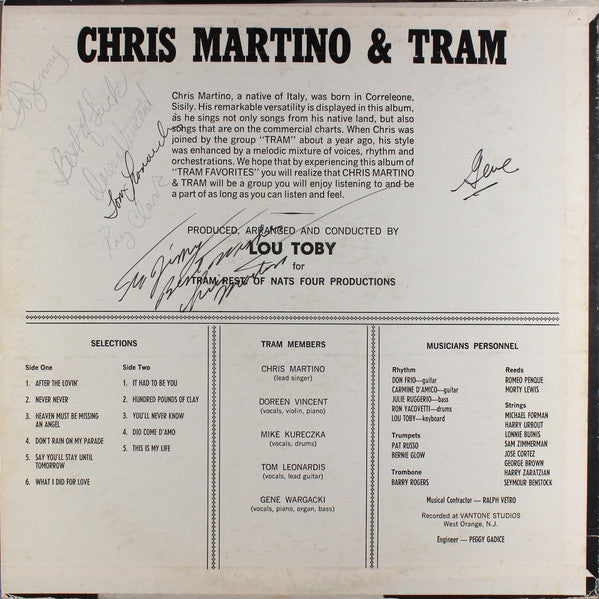 10
CHRIS MARTINO & TRAM
To Jimmy
Best of Luck
Doreen Vincent
Tom Leonardis
Ray Clark
Chris Martino, a native of Italy, was born in Correleone,
Sisily. His remarkable versatility is displayed in this album,
as he sings not only songs from his native land, but also
songs that are on the commercial charts. When Chris was
joined by the group "TRAM" about a year ago, his style
was enhanced by a melodic mixture of voices, rhythm and
orchestrations. We hope that by experiencing this album of
"TRAM FAVORITES" you will realize that CHRIS MARTINO
& TRAM will be a group you will enjoy listening to and be
a part of as long as you can listen and feel.
Gene
PRODUCED, ARRANGED AND CONDUCTED BY
LOU TOBY
for
TRAM REST. OF NATS FOUR PRODUCTIONS
To Jimmy
Best
Chris Martino
SELECTIONS
Side One
1. AFTER THE LOVIN'
2. NEVER NEVER
3. HEAVEN MUST BE MISSING
AN ANGEL
4. DON'T RAIN ON MY PARADE
5. SAY YOU'LL STAY UNTIL
TOMORROW
6. WHAT I DID FOR LOVE
Side Two
1. IT HAD TO BE YOU
2. HUNDRED POUNDS OF CLAY
3. YOU'LL NEVER KNOW
4. DIO COME D'AMO
5. THIS IS MY LIFE
TRAM MEMBERS
CHRIS MARTINO
(lead singer)
DOREEN VINCENT
(vocals, violin, piano)
MIKE KURECZKA
(vocals, drums)
TOM LEONARDIS
(vocals, lead guitar)
GENE WARGACKI
(vocals, piano, organ, bass)
MUSICIANS PERSONNEL
Rhythm
DON FRIO—guitar
CARMINE D'AMICO—guitar
JULIE RUGGERIO—bass
RON YACOVETTI—drums
LOU TOBY—keyboard
Trumpets
PAT RUSSO
BERNIE GLOW
Trombone
BARRY ROGERS
Reeds
ROMEO PENQUE
MORTY LEWIS
Strings
MICHAEL FORMAN
HARRY URBOUT
LONNIE BUINIS
SAM ZIMMERMAN
JOSE CORTEZ
GEORGE BROWN
HARRY ZARATZIAN
SEYMOUR BENSTOCK
Musical Contractor — RALPH VETRO
Recorded at VANTONE STUDIOS
West Orange, N.J.
Engineer — PEGGY GADICE